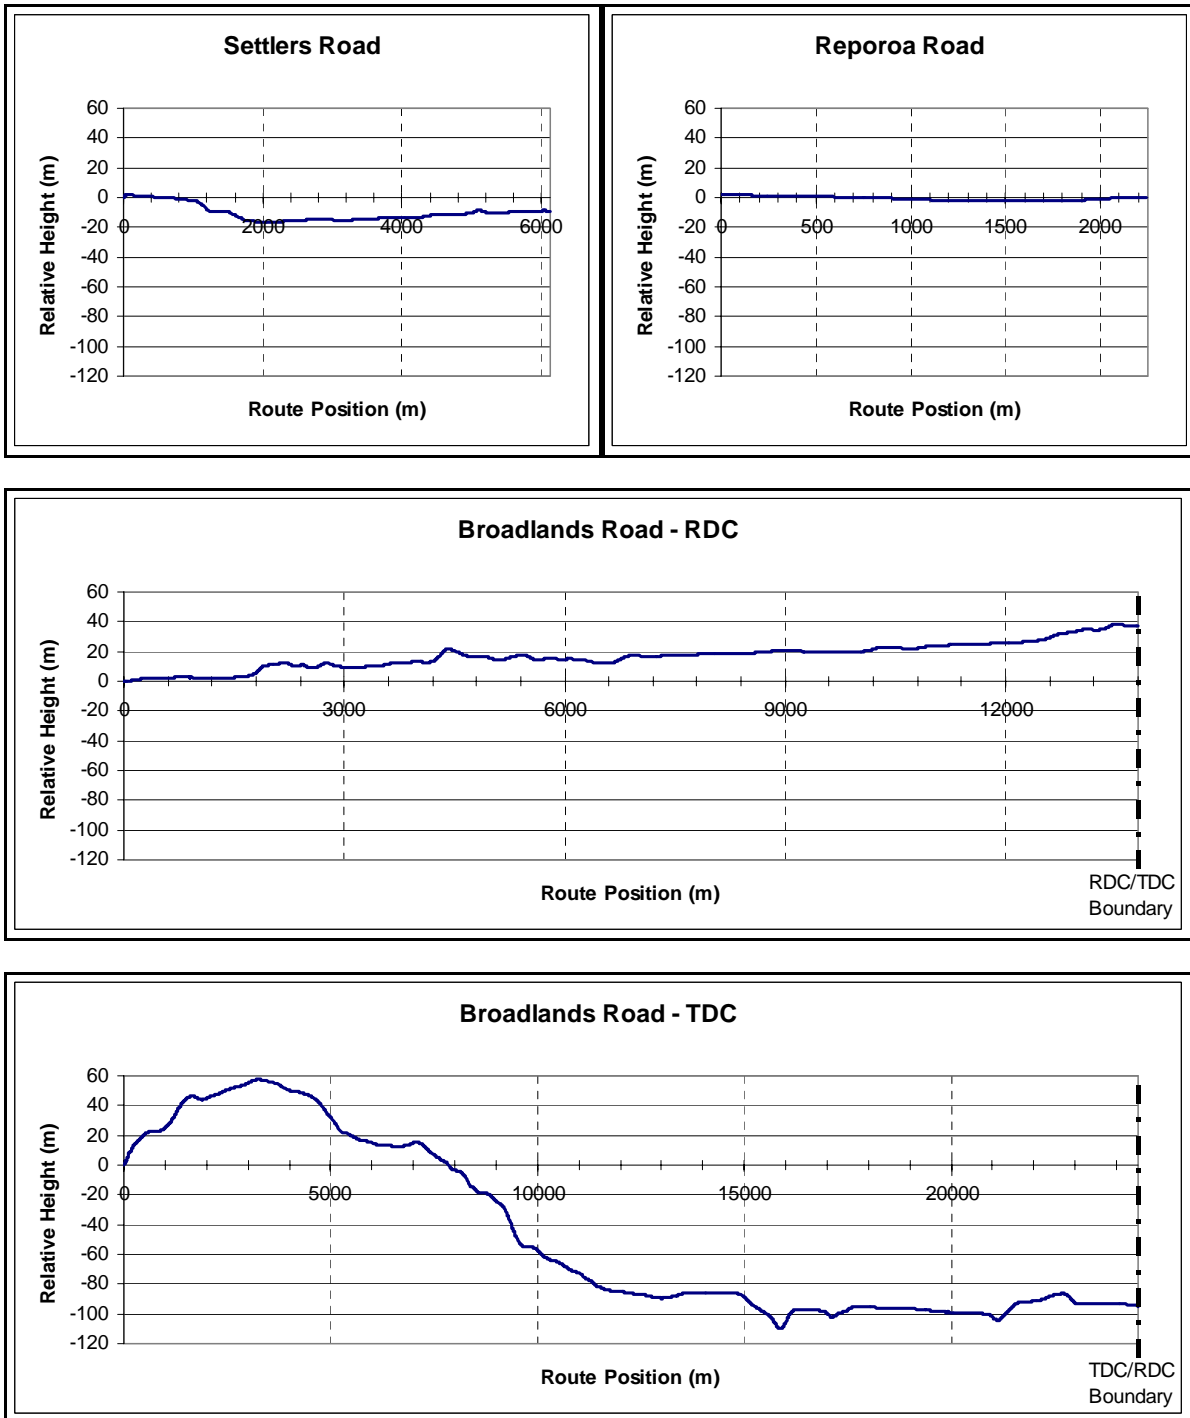 Settlers Road
60
40
20
0
-20
-40
-60
-80
-100
-120
0 2000 4000 6000
Relative Height (m)
Route Position (m)
Reporoa Road
60
40
20
0
-20
-40
-60
-80
-100
-120
0 500 1000 1500 2000
Relative Height (m)
Route Postion (m)
Broadlands Road - RDC
60
40
20
0
-20
-40
-60
-80
-100
-120
0 3000 6000 9000 12000
Relative Height (m)
Route Position (m)
RDC/TDC
Boundary
Broadlands Road - TDC
60
40
20
0
-20
-40
-60
-80
-100
-120
0 5000 10000 15000 20000
Relative Height (m)
Route Position (m)
TDC/RDC
Boundary